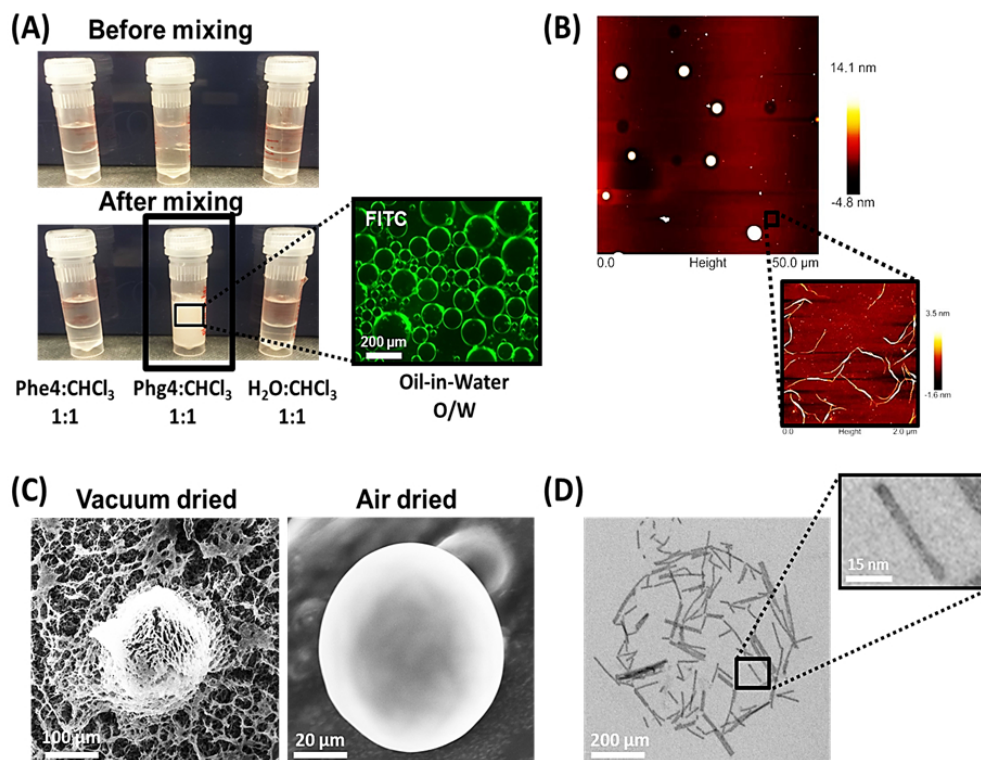 (A)
Before mixing
After mixing
FITC
200 μm
Phe4:CHCl₃
1:1
Phg4:CHCl₃
1:1
H₂O:CHCl₃
1:1
Oil-in-Water
O/W
(B)
14.1 nm
-4.8 nm
0.0
Height
50.0 μm
3.5 nm
-1.6 nm
0.0
Height
2.0 μm
(C)
Vacuum dried
Air dried
100 μm
20 μm
(D)
15 nm
200 μm